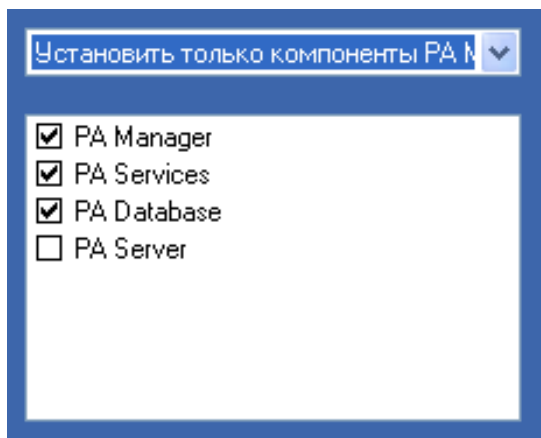 Установить только компоненты PA
PA Manager
PA Services
PA Database
PA Server